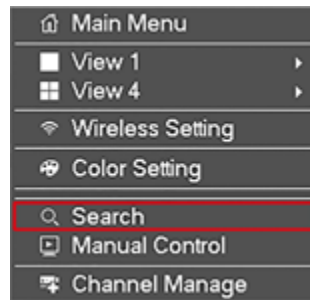 Main Menu
View 1
View 4
Wireless Setting
Color Setting
Search
Manual Control
Channel Manage